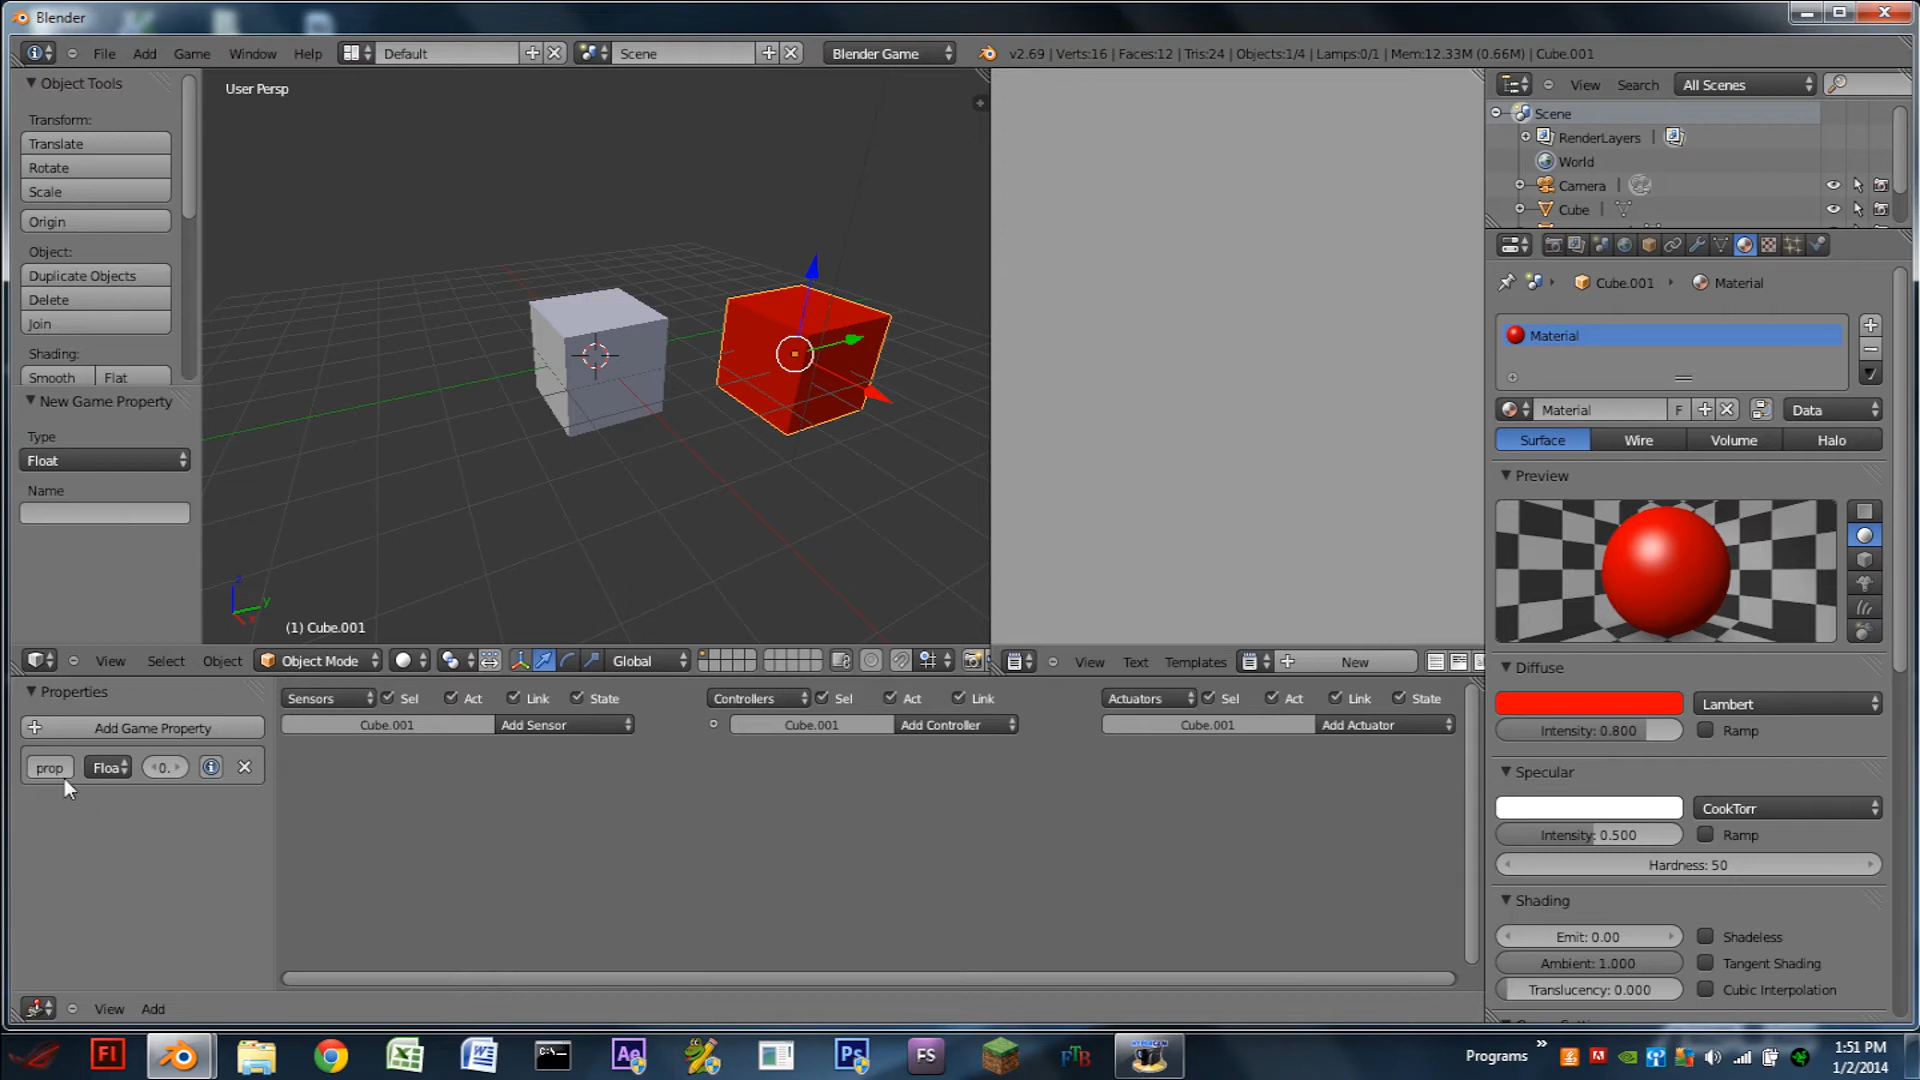 Blender
File Add Game Window Help Default Scene Blender Game v2.69 | Verts:16 | Faces:12 | Tris:24 | Objects:1/4 | Lamps:0/1 | Mem:12.33M (0.66M) | Cube.001
Object Tools
Transform:
Translate
Rotate
Scale
Origin
Object:
Duplicate Objects
Delete
Join
Shading:
Smooth Flat
New Game Property
Type
Float
Name
User Persp
z
y
x
(1) Cube.001
View Select Object Object Mode Global
View Text Templates New
View Search All Scenes
Scene
RenderLayers |
World
Camera |
Cube |
Cube.001 Material
Material
Material F Data
Surface Wire Volume Halo
Preview
Diffuse
Lambert
Intensity: 0.800 Ramp
Specular
CookTorr
Intensity: 0.500 Ramp
Hardness: 50
Shading
Emit: 0.00 Shadeless
Ambient: 1.000 Tangent Shading
Translucency: 0.000 Cubic Interpolation
Properties
Add Game Property
prop Floa 0.
Sensors Sel Act Link State
Cube.001 Add Sensor
Controllers Sel Act Link
Cube.001 Add Controller
Actuators Sel Act Link State
Cube.001 Add Actuator
View Add
Fl
Ae
Ps
FS
FTB
Programs
1:51 PM
1/2/2014